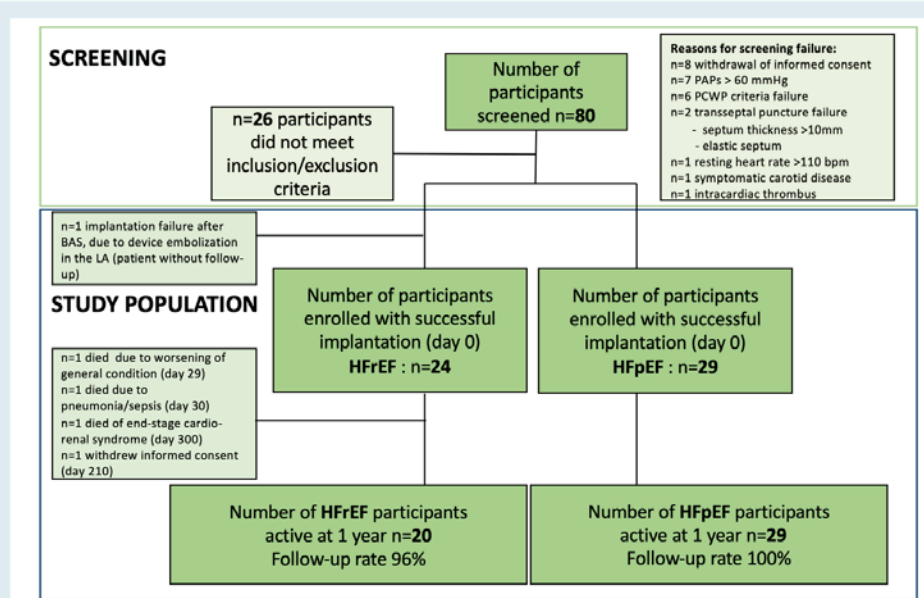 SCREENING
Number of
participants
screened n=80
n=26 participants
did not meet
inclusion/exclusion
criteria
Reasons for screening failure:
n=8 withdrawal of informed consent
n=7 PAPs > 60 mmHg
n=6 PCWP criteria failure
n=2 transseptal puncture failure
- septum thickness >10mm
- elastic septum
n=1 resting heart rate >110 bpm
n=1 symptomatic carotid disease
n=1 intracardiac thrombus
n=1 implantation failure after
BAS, due to device embolization
in the LA (patient without follow-
up)
STUDY POPULATION
Number of participants
enrolled with successful
implantation (day 0)
HFrEF : n=24
Number of participants
enrolled with successful
implantation (day 0)
HFpEF : n=29
n=1 died due to worsening of
general condition (day 29)
n=1 died due to
pneumonia/sepsis (day 30)
n=1 died of end-stage cardio-
renal syndrome (day 300)
n=1 withdrew informed consent
(day 210)
Number of HFrEF participants
active at 1 year n=20
Follow-up rate 96%
Number of HFpEF participants
active at 1 year n=29
Follow-up rate 100%